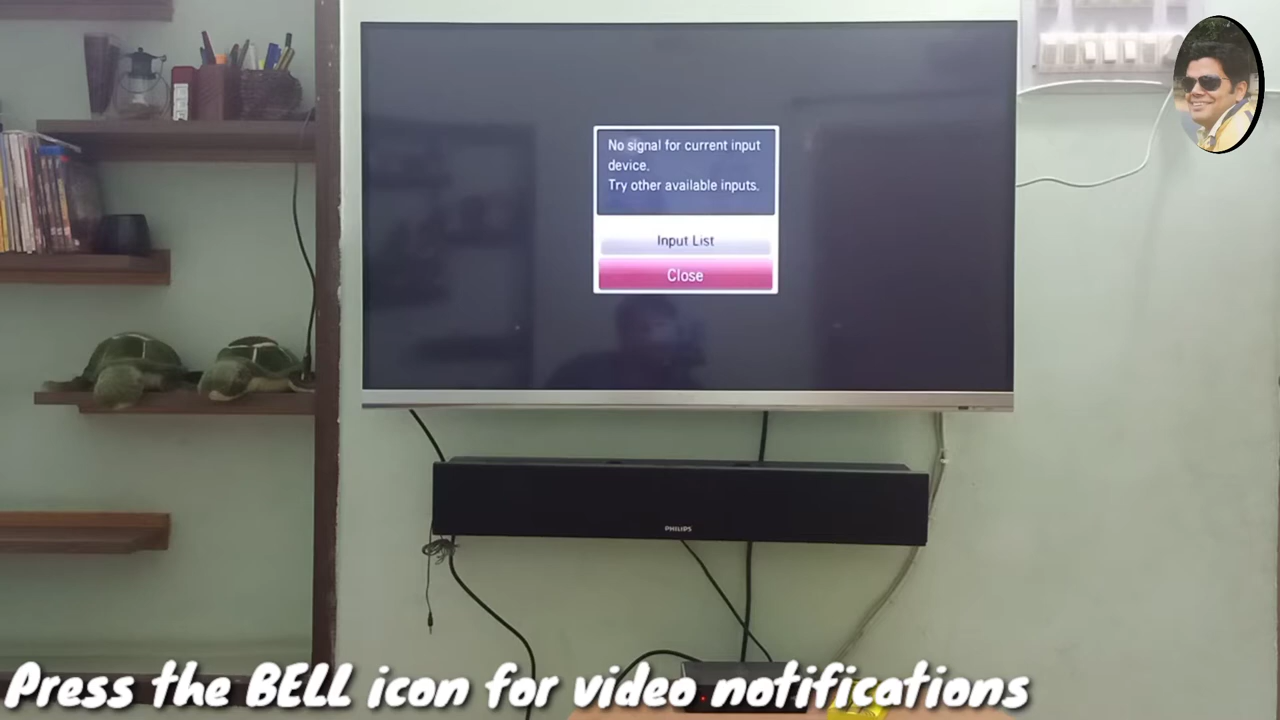 No signal for current input
device.
Try other available inputs.
Input List
Close
PHILIPS
Press the BELL icon for video notifications